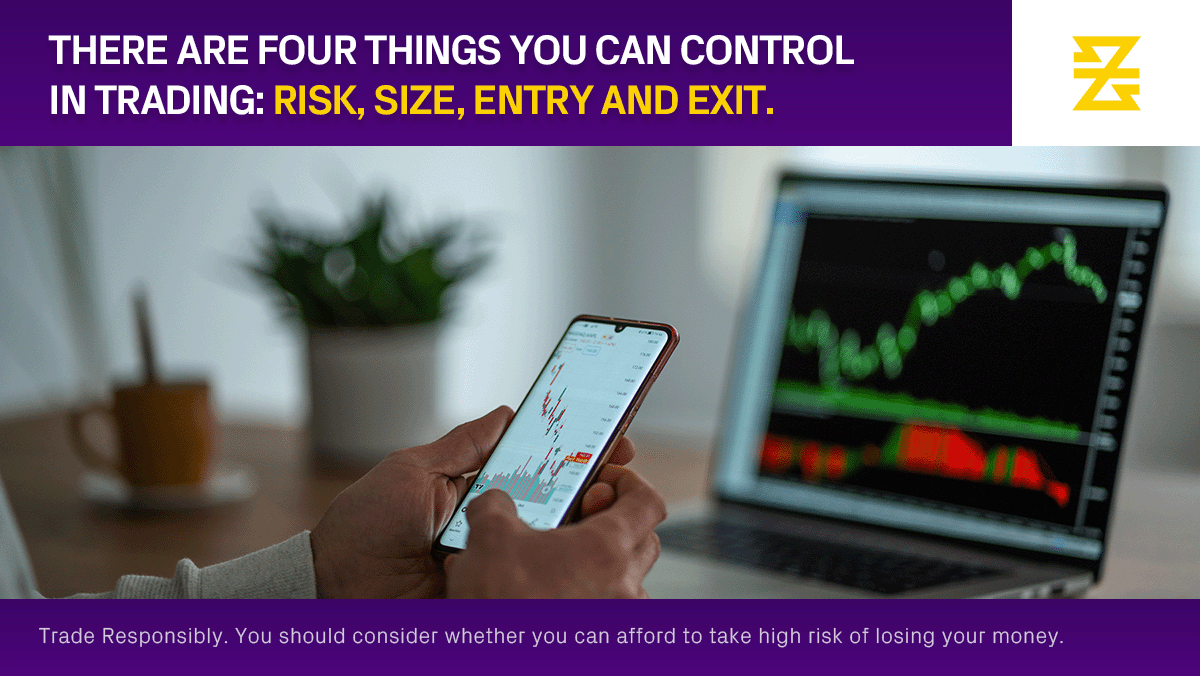 THERE ARE FOUR THINGS YOU CAN CONTROL
IN TRADING: RISK, SIZE, ENTRY AND EXIT.
Trade Responsibly. You should consider whether you can afford to take high risk of losing your money.